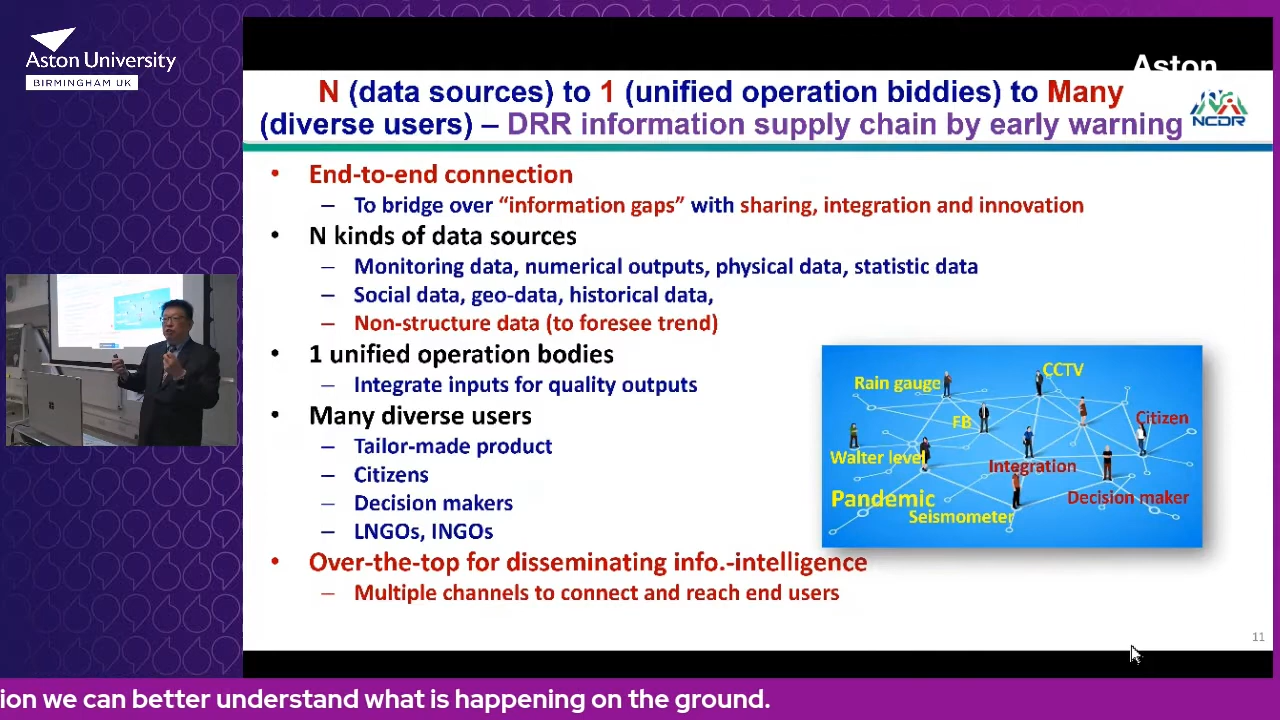 Aston University
BIRMINGHAM UK
Aston
N (data sources) to 1 (unified operation biddies) to Many
(diverse users) – DRR information supply chain by early warning
NCDR
• End-to-end connection
– To bridge over “information gaps” with sharing, integration and innovation
• N kinds of data sources
– Monitoring data, numerical outputs, physical data, statistic data
– Social data, geo-data, historical data,
– Non-structure data (to foresee trend)
• 1 unified operation bodies
– Integrate inputs for quality outputs
• Many diverse users
– Tailor-made product
– Citizens
– Decision makers
– LNGOs, INGOs
• Over-the-top for disseminating info.-intelligence
– Multiple channels to connect and reach end users
Rain gauge
CCTV
FB
Citizen
Walter level
Integration
Pandemic
Decision maker
Seismometer
11
ion we can better understand what is happening on the ground.